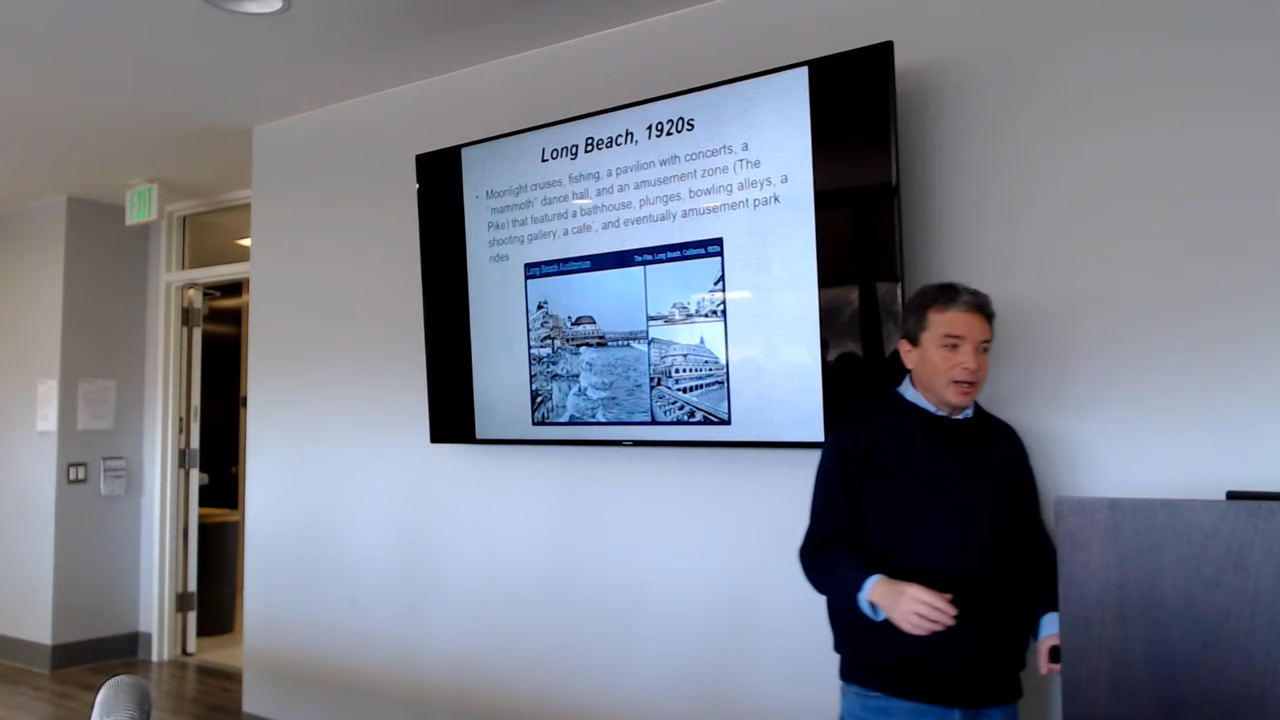 EXIT
Long Beach, 1920s
• Moonlight cruises, fishing, a pavilion with concerts, a
"mammoth" dance hall, and an amusement zone (The
Pike) that featured a bathhouse, plunges, bowling alleys, a
shooting gallery, a cafe´, and eventually amusement park
rides
Long Beach Auditorium
The Pike, Long Beach, California, 1920s